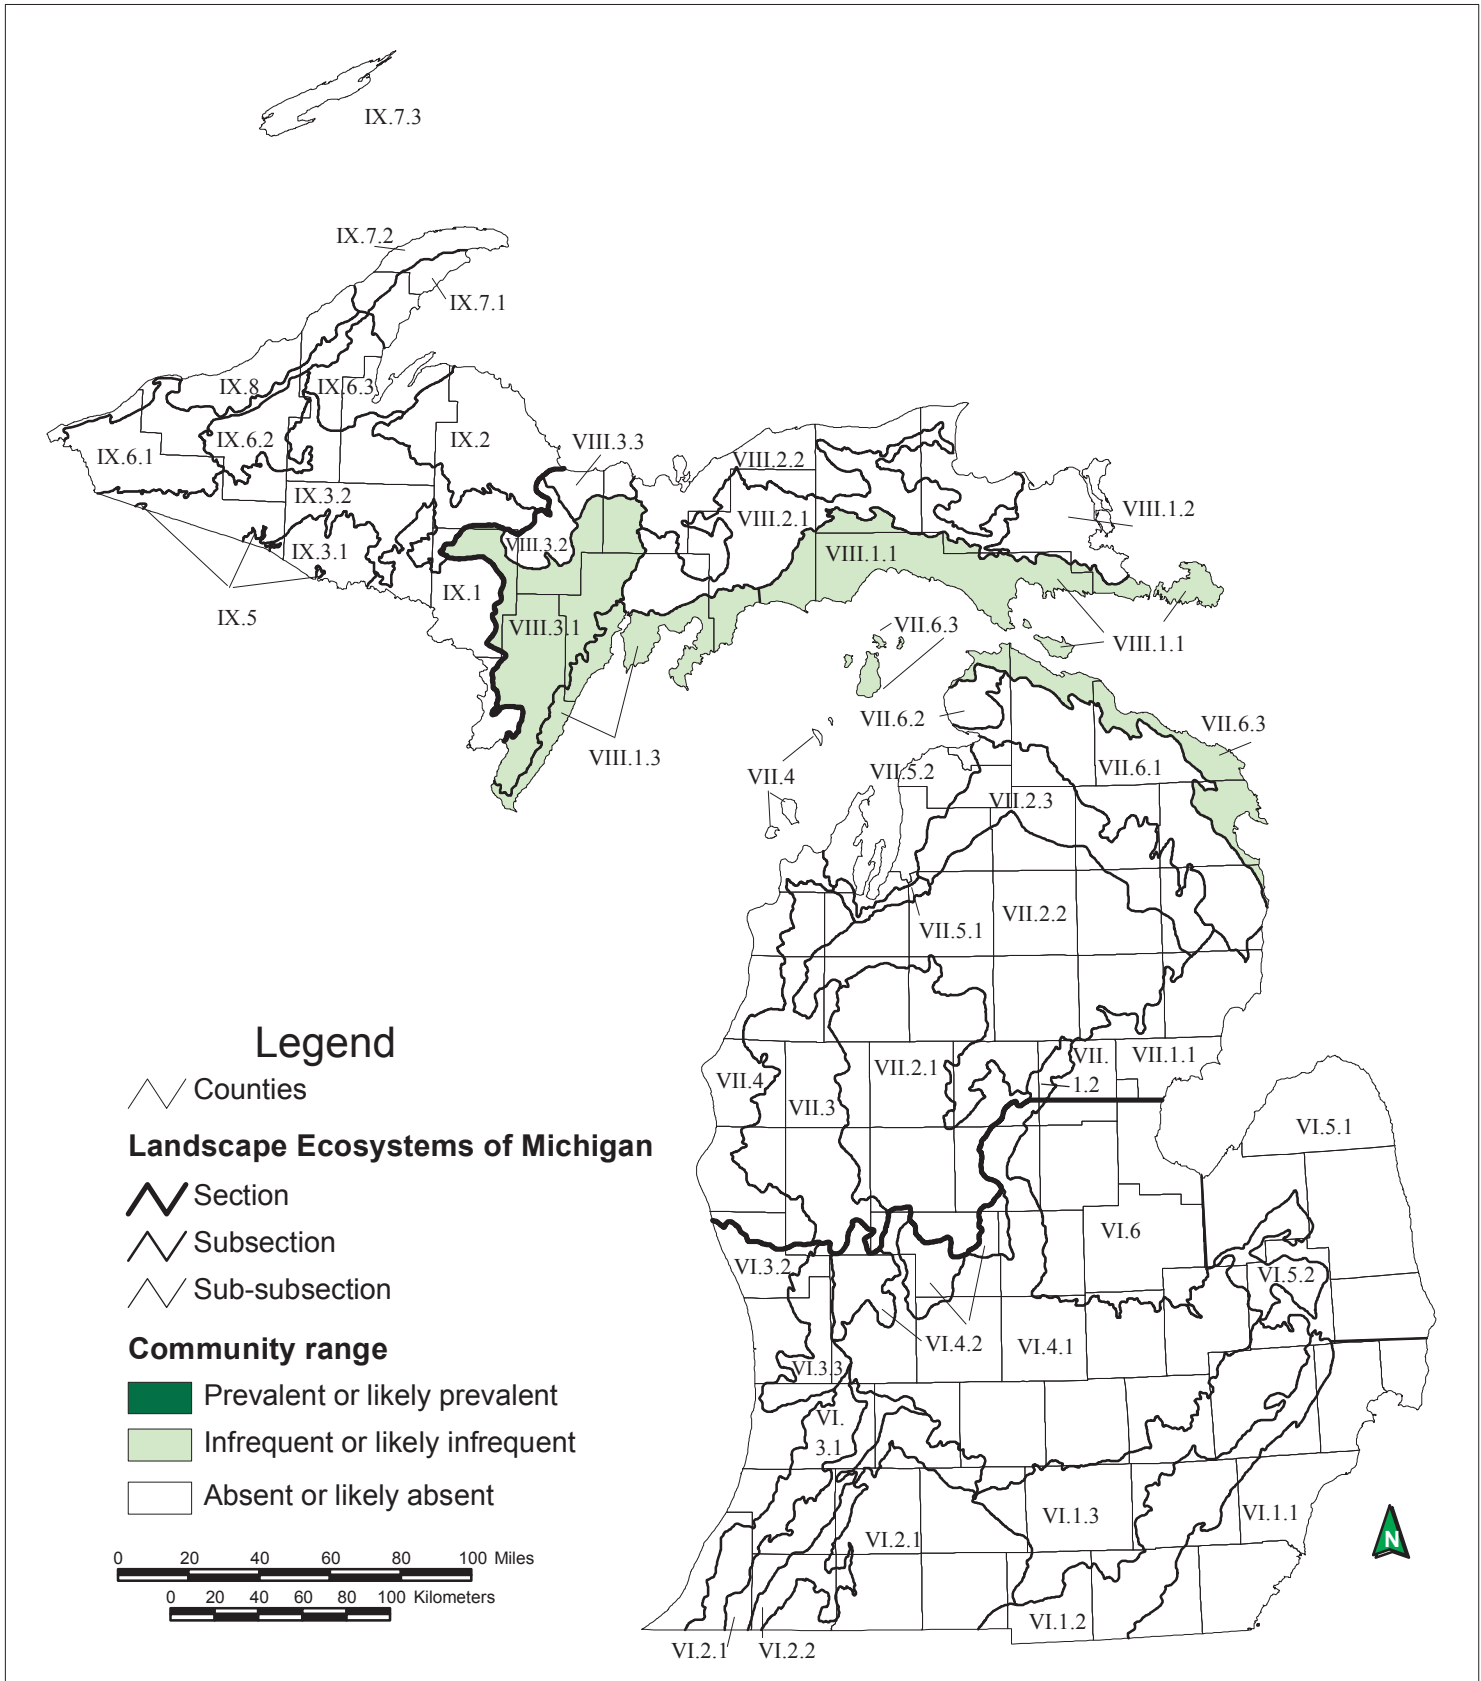 IX.7.3
IX.7.2
IX.7.1
IX.8
IX.6.3
IX.6.2
IX.6.1
IX.2
VIII.3.3
VIII.2.2
IX.3.2
VIII.2.1
VIII.1.2
IX.3.1
VIII.3.2
VIII.1.1
IX.1
IX.5
VIII.3.1
VII.6.3
VIII.1.1
VII.6.2
VII.6.3
VIII.1.3
VII.4
VII.5.2
VII.6.1
VII.2.3
VII.5.1
VII.2.2
Legend
Counties
Landscape Ecosystems of Michigan
Section
Subsection
Sub-subsection
Community range
Prevalent or likely prevalent
Infrequent or likely infrequent
Absent or likely absent
0 20 40 60 80 100 Miles
0 20 40 60 80 100 Kilometers
VII.4
VII.3
VII.2.1
VII.
1.2
VII.1.1
VI.5.1
VI.6
VI.3.2
VI.5.2
VI.4.2
VI.4.1
VI.3.3
VI.
3.1
VI.1.3
VI.1.1
VI.2.1
VI.1.2
VI.2.1
VI.2.2
N